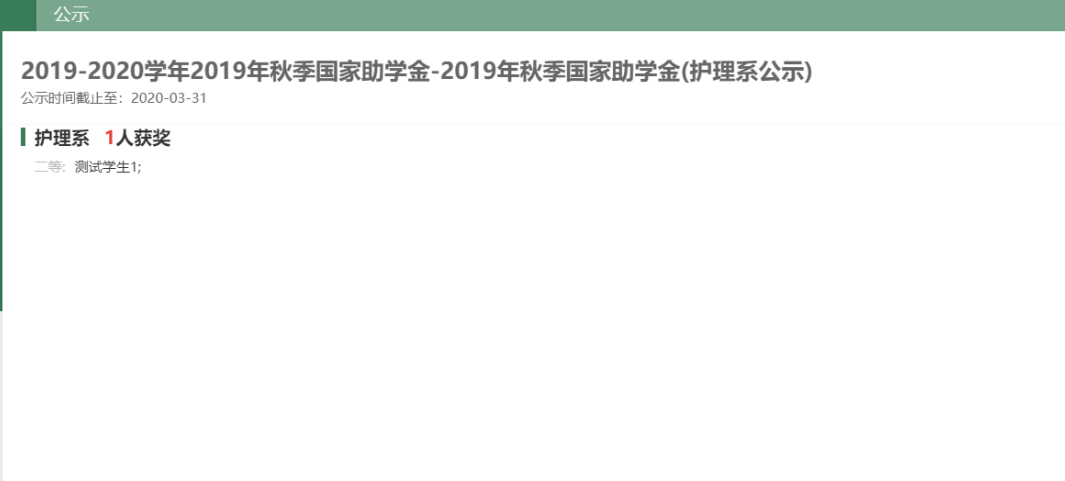 公示
2019-2020学年2019年秋季国家助学金-2019年秋季国家助学金(护理系公示)
公示时间截止至：2020-03-31
护理系 1人获奖
二等: 测试学生1;